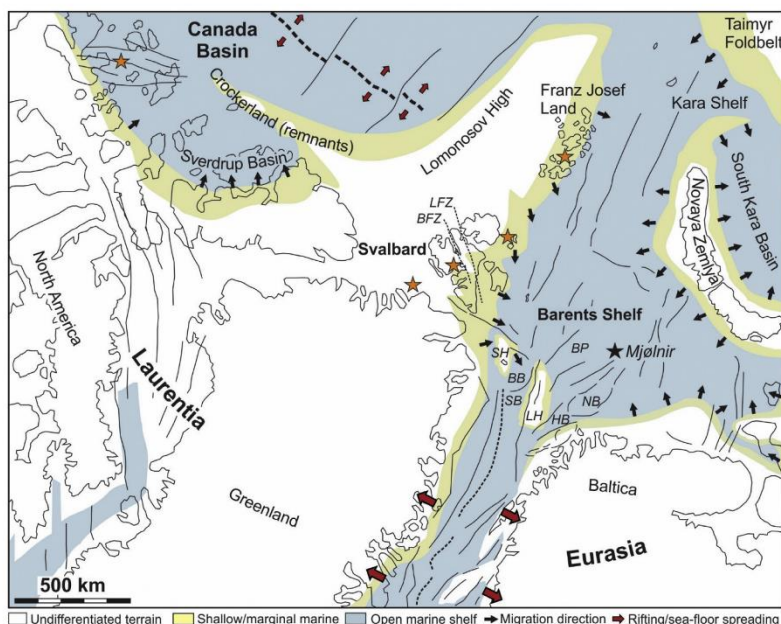 Canada
Basin
Taimyr
Foldbelt
Crockerland (remnants)
Franz Josef
Land
Kara Shelf
Lomonosov High
Sverdrup Basin
South Kara Basin
LFZ
BFZ
Novaya Zemlya
Svalbard
North America
Barents Shelf
SH
BP
Mjølnir
Laurentia
BB
SB
LH
NB
HB
Greenland
Baltica
Eurasia
500 km
Undifferentiated terrain Shallow/marginal marine Open marine shelf Migration direction Rifting/sea-floor spreading